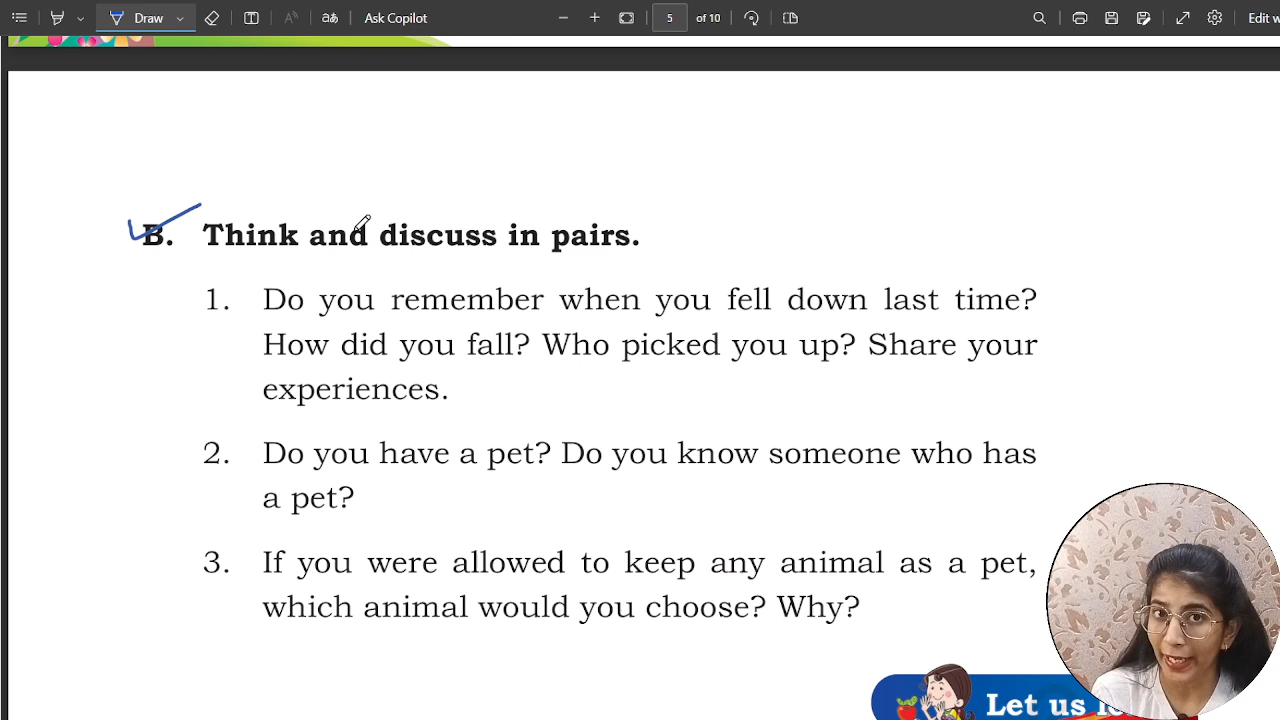 Draw
Ask Copilot
5 of 10
Edit w
B. Think and discuss in pairs.
1. Do you remember when you fell down last time?
How did you fall? Who picked you up? Share your
experiences.
2. Do you have a pet? Do you know someone who has
a pet?
3. If you were allowed to keep any animal as a pet,
which animal would you choose? Why?
Let us